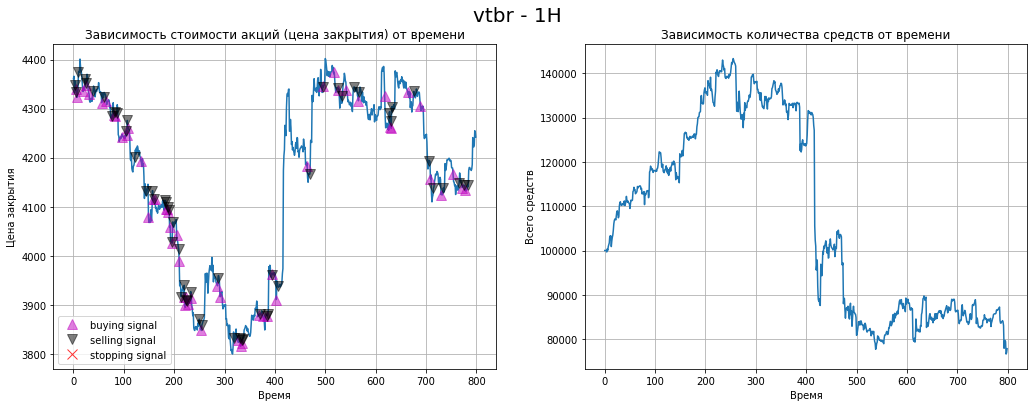 vtbr - 1H
Зависимость стоимости акций (цена закрытия) от времени
Цена закрытия
4400
4300
4200
4100
4000
3900
3800
buying signal
selling signal
stopping signal
0 100 200 300 400 500 600 700 800
Время
Зависимость количества средств от времени
Всего средств
140000
130000
120000
110000
100000
90000
80000
0 100 200 300 400 500 600 700 800
Время